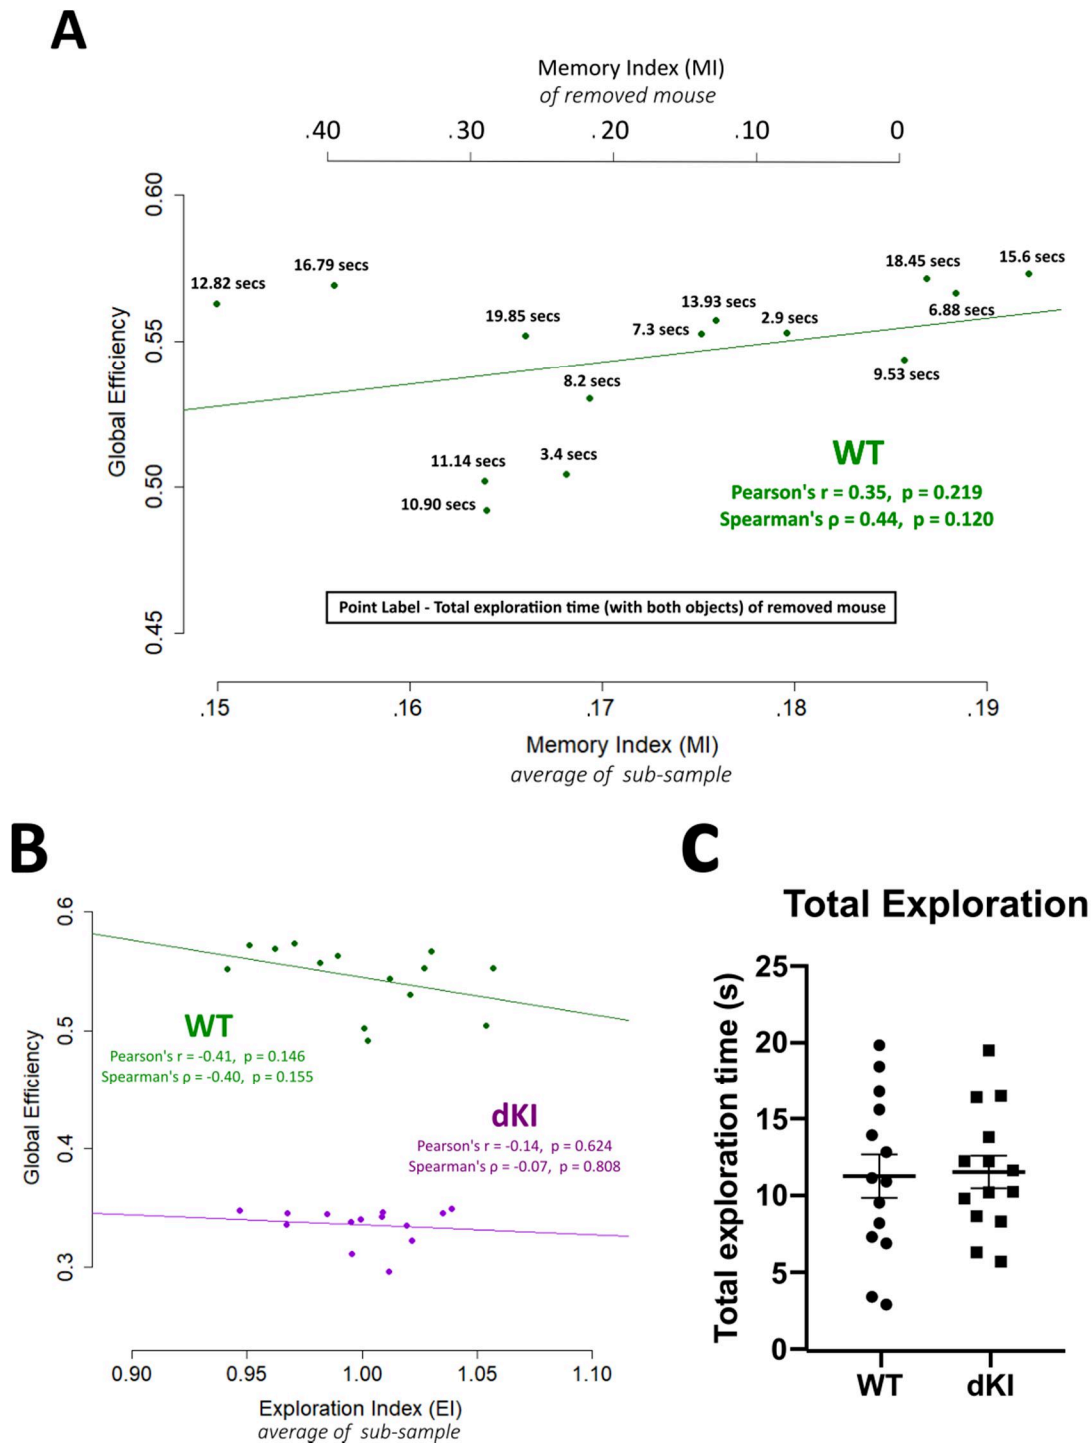 A
Memory Index (MI)
of removed mouse
.40 .30 .20 .10 0
0.60
0.55
0.50
0.45
Global Efficiency
12.82 secs
16.79 secs
19.85 secs
13.93 secs
7.3 secs
2.9 secs
18.45 secs
15.6 secs
6.88 secs
9.53 secs
8.2 secs
11.14 secs
3.4 secs
10.90 secs
WT
Pearson's r = 0.35, p = 0.219
Spearman's ρ = 0.44, p = 0.120
Point Label - Total exploratiion time (with both objects) of removed mouse
.15 .16 .17 .18 .19
Memory Index (MI)
average of sub-sample
B
0.6
0.5
0.4
0.3
Global Efficiency
WT
Pearson's r = -0.41, p = 0.146
Spearman's ρ = -0.40, p = 0.155
dKI
Pearson's r = -0.14, p = 0.624
Spearman's ρ = -0.07, p = 0.808
0.90 0.95 1.00 1.05 1.10
Exploration Index (EI)
average of sub-sample
C
Total Exploration
Total exploration time (s)
25
20
15
10
5
0
WT dKI